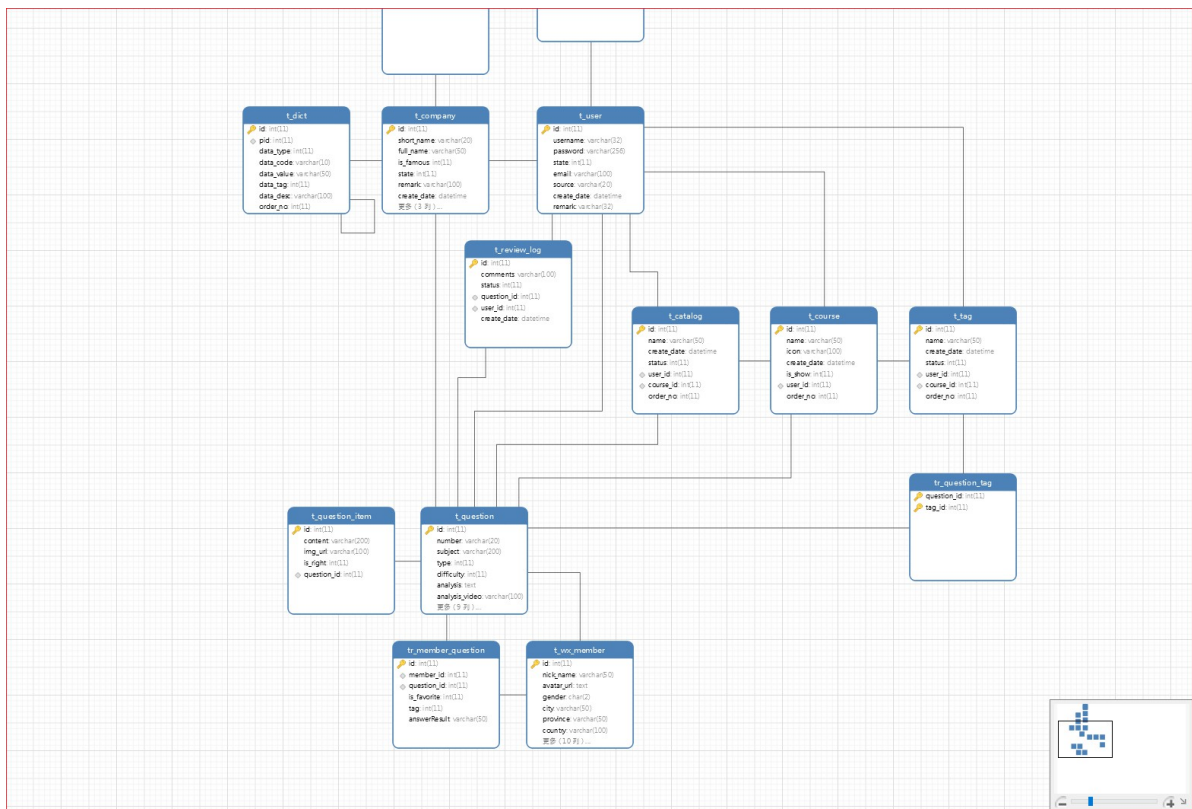 t_dict
id: int(11)
pid: int(11)
data_type: int(11)
data_code: varchar(10)
data_value: varchar(50)
data_tag: int(11)
data_desc: varchar(100)
order_no: int(11)
t_company
id: int(11)
short_name: varchar(20)
full_name: varchar(50)
is_famous: int(11)
state: int(11)
remark: varchar(100)
create_date: datetime
更多 (3 列)...
t_user
id: int(11)
username: varchar(32)
password: varchar(256)
state: int(11)
email: varchar(100)
source: varchar(20)
create_date: datetime
remark: varchar(32)
t_review_log
id: int(11)
comments: varchar(100)
status: int(11)
question_id: int(11)
user_id: int(11)
create_date: datetime
t_catalog
id: int(11)
name: varchar(50)
create_date: datetime
status: int(11)
user_id: int(11)
course_id: int(11)
order_no: int(11)
t_course
id: int(11)
name: varchar(50)
icon: varchar(100)
create_date: datetime
is_show: int(11)
user_id: int(11)
order_no: int(11)
t_tag
id: int(11)
name: varchar(50)
create_date: datetime
status: int(11)
user_id: int(11)
course_id: int(11)
order_no: int(11)
tr_question_tag
question_id: int(11)
tag_id: int(11)
t_question_item
id: int(11)
content: varchar(200)
img_url: varchar(100)
is_right: int(11)
question_id: int(11)
t_question
id: int(11)
number: varchar(20)
subject: varchar(200)
type: int(11)
difficulty: int(11)
analysis: text
analysis_video: varchar(100)
更多 (9 列)...
tr_member_question
id: int(11)
member_id: int(11)
question_id: int(11)
is_favorite: int(11)
tag: int(11)
answerResult: varchar(50)
t_wx_member
id: int(11)
nick_name: varchar(50)
avatar_url: text
gender: char(2)
city: varchar(50)
province: varchar(50)
country: varchar(100)
更多 (10 列)...